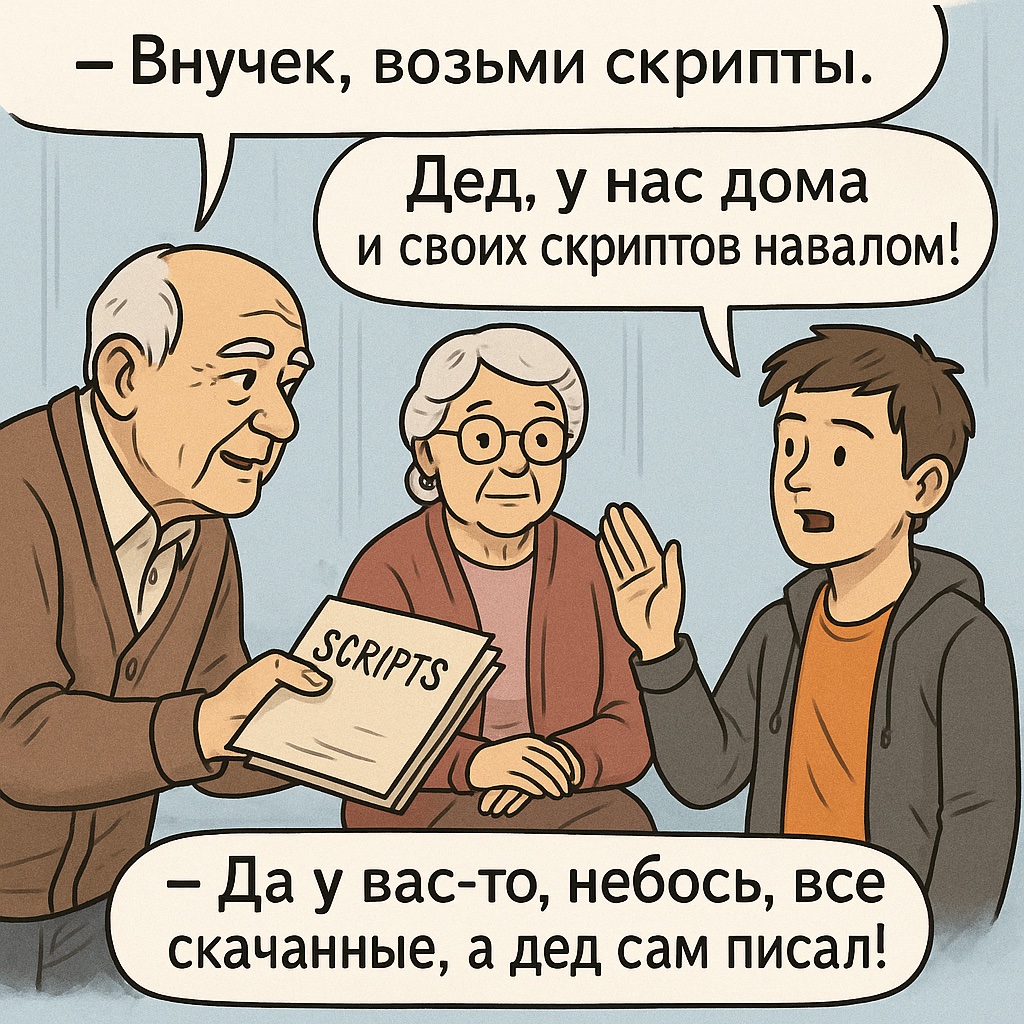 – Внучек, возьми скрипты.
Дед, у нас дома
и своих скриптов навалом!
SCRIPTS
– Да у вас-то, небось, все
скачанные, а дед сам писал!